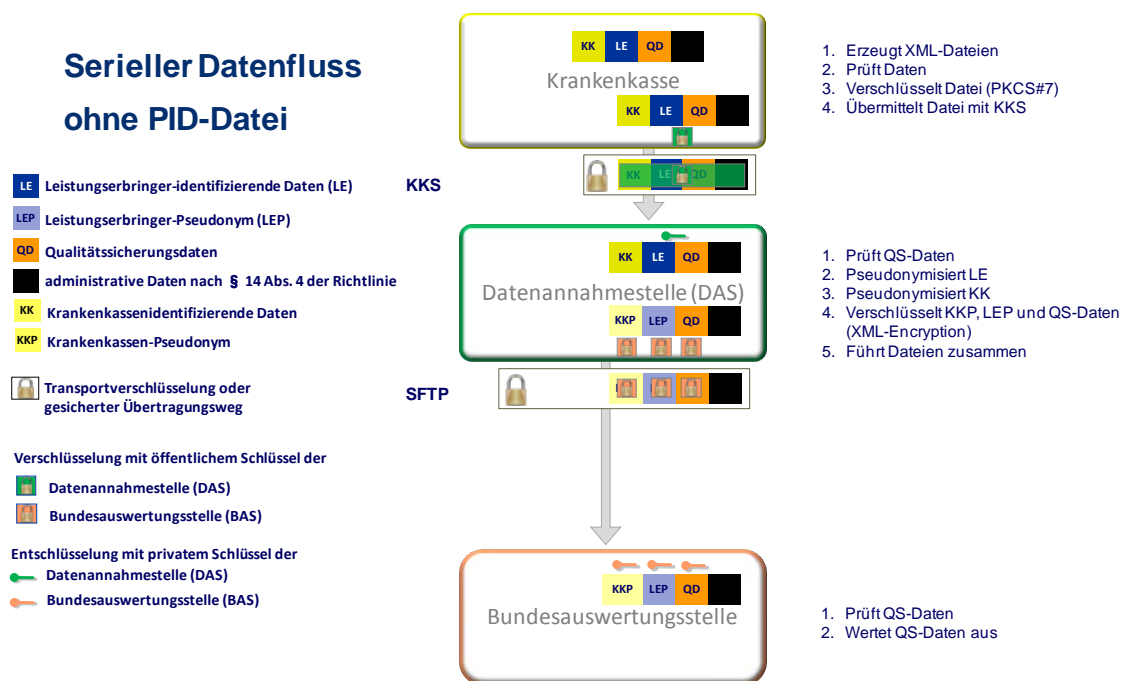 Serieller Datenfluss
ohne PID-Datei
LE Leistungserbringer-identifizierende Daten (LE)
LEP Leistungserbringer-Pseudonym (LEP)
QD Qualitätssicherungsdaten
administrative Daten nach § 14 Abs. 4 der Richtlinie
KK Krankenkassenidentifizierende Daten
KKP Krankenkassen-Pseudonym
Transportverschlüsselung oder
gesicherter Übertragungsweg
Verschlüsselung mit öffentlichem Schlüssel der
Datenannahmestelle (DAS)
Bundesauswertungsstelle (BAS)
Entschlüsselung mit privatem Schlüssel der
Datenannahmestelle (DAS)
Bundesauswertungsstelle (BAS)
KK LE QD
Krankenkasse
KK LE QD
KKS
KK LE
KK LE QD
Datenannahmestelle (DAS)
KKP LEP QD
SFTP
KKP LEP QD
Bundesauswertungsstelle
1. Erzeugt XML-Dateien
2. Prüft Daten
3. Verschlüsselt Datei (PKCS#7)
4. Übermittelt Datei mit KKS
1. Prüft QS-Daten
2. Pseudonymisiert LE
3. Pseudonymisiert KK
4. Verschlüsselt KKP, LEP und QS-Daten
(XML-Encryption)
5. Führt Dateien zusammen
1. Prüft QS-Daten
2. Wertet QS-Daten aus